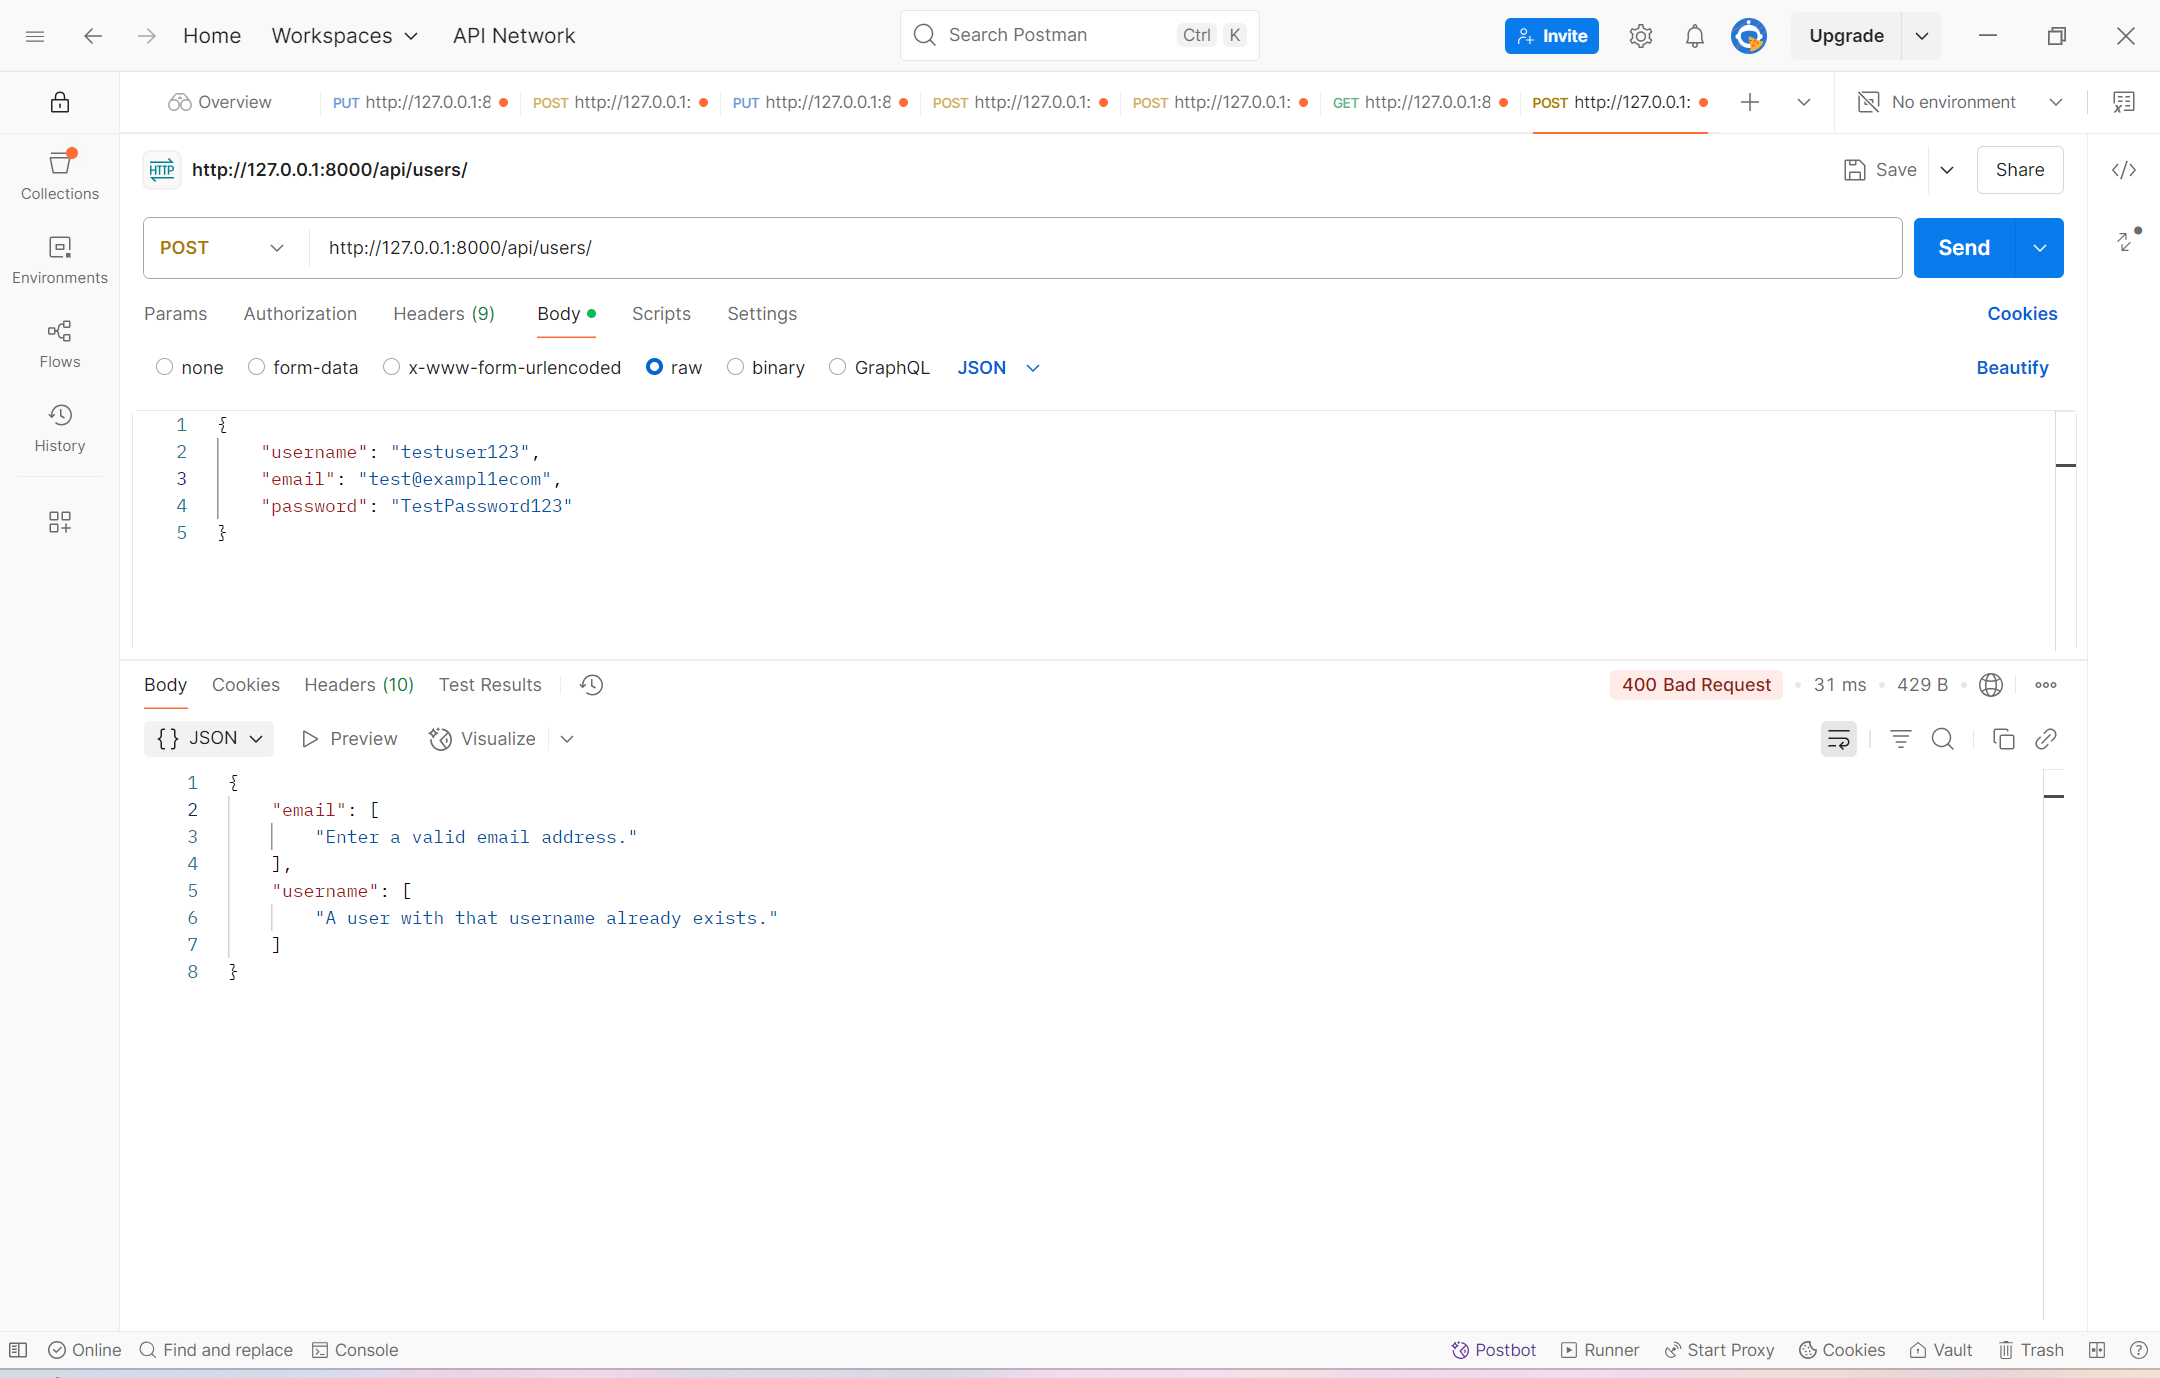 Home Workspaces API Network Search Postman Ctrl K Invite Upgrade
Overview PUT http://127.0.0.1:8 POST http://127.0.0.1: PUT http://127.0.0.1:8 POST http://127.0.0.1: POST http://127.0.0.1: GET http://127.0.0.1:8 POST http://127.0.0.1: No environment
HTTP http://127.0.0.1:8000/api/users/ Save Share
Collections
Environments
Flows
History
POST http://127.0.0.1:8000/api/users/ Send
Params Authorization Headers (9) Body Scripts Settings Cookies
none form-data x-www-form-urlencoded raw binary GraphQL JSON Beautify
1 {
2 "username": "testuser123",
3 "email": "test@exampl1ecom",
4 "password": "TestPassword123"
5 }
Body Cookies Headers (10) Test Results 400 Bad Request 31 ms 429 B
{} JSON Preview Visualize
1 {
2 "email": [
3 "Enter a valid email address."
4 ],
5 "username": [
6 "A user with that username already exists."
7 ]
8 }
Online Find and replace Console Postbot Runner Start Proxy Cookies Vault Trash